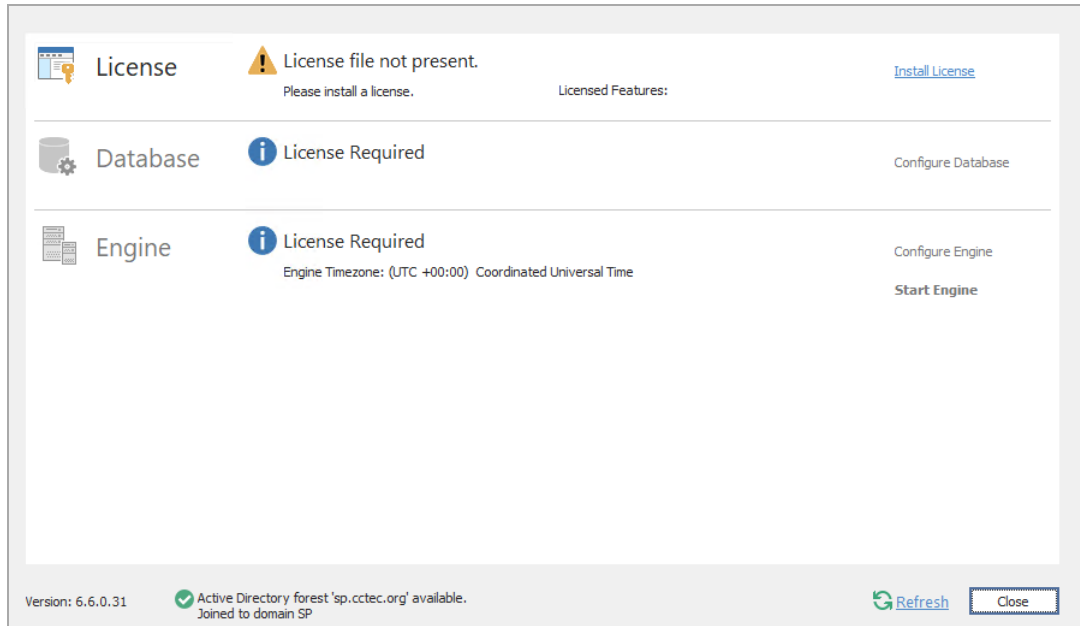 License
License file not present.
Install License
Please install a license.
Licensed Features:
Database
License Required
Configure Database
Engine
License Required
Configure Engine
Engine Timezone: (UTC +00:00) Coordinated Universal Time
Start Engine
Version: 6.6.0.31
Active Directory forest 'sp.cctec.org' available.
Joined to domain SP
Refresh
Close